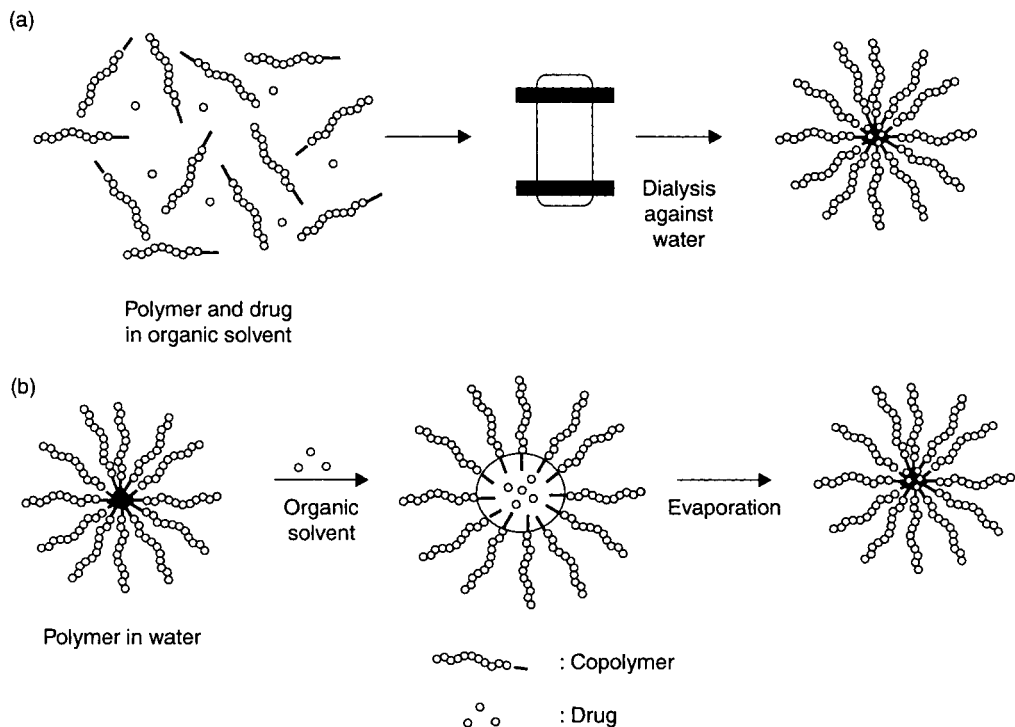 (a)
Dialysis
against
water
Polymer and drug
in organic solvent
(b)
Organic
solvent
Evaporation
Polymer in water
: Copolymer
: Drug